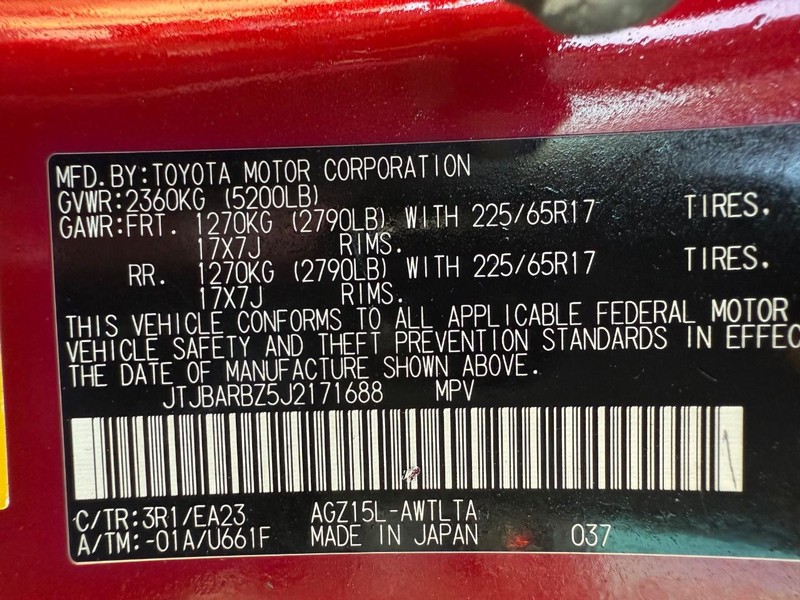 MFD.BY:TOYOTA MOTOR CORPORATION
GVWR:2360KG (5200LB)
GAWR:FRT. 1270KG (2790LB) WITH 225/65R17 TIRES.
17X7J RIMS.
RR. 1270KG (2790LB) WITH 225/65R17 TIRES.
17X7J RIMS.
THIS VEHICLE CONFORMS TO ALL APPLICABLE FEDERAL MOTOR
VEHICLE SAFETY AND THEFT PREVENTION STANDARDS IN EFFEC
THE DATE OF MANUFACTURE SHOWN ABOVE.
JTJBARBZ5J2171688 MPV
C/TR:3R1/EA23 AGZ15L-AWTLTA
A/TM:-01A/U661F MADE IN JAPAN 037